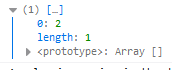 (1) […]
0: 2
length: 1
<prototype>: Array []